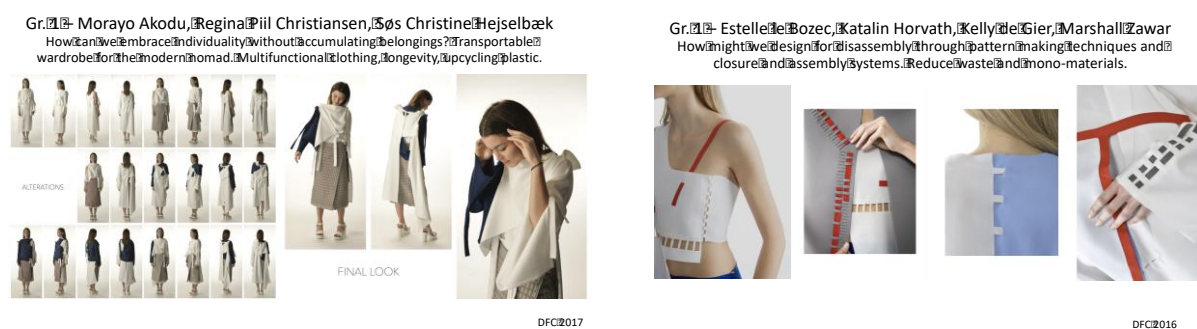 Gr. 1 – Morayo Akodu, Regina Piil Christiansen, Søs Christine Hejselbæk
How can we embrace individuality without accumulating belongings? Transportable
wardrobe for the modern nomad. Multifunctional clothing, longevity, upcycling plastic.
ALTERATIONS
FINAL LOOK
DFC 2017
Gr. 1 – Estelle le Bozec, Katalin Horvath, Kelly de Gier, Marshall Zawar
How might we design for disassembly through pattern making techniques and
closure and assembly systems. Reduce waste and mono-materials.
DFC 2016